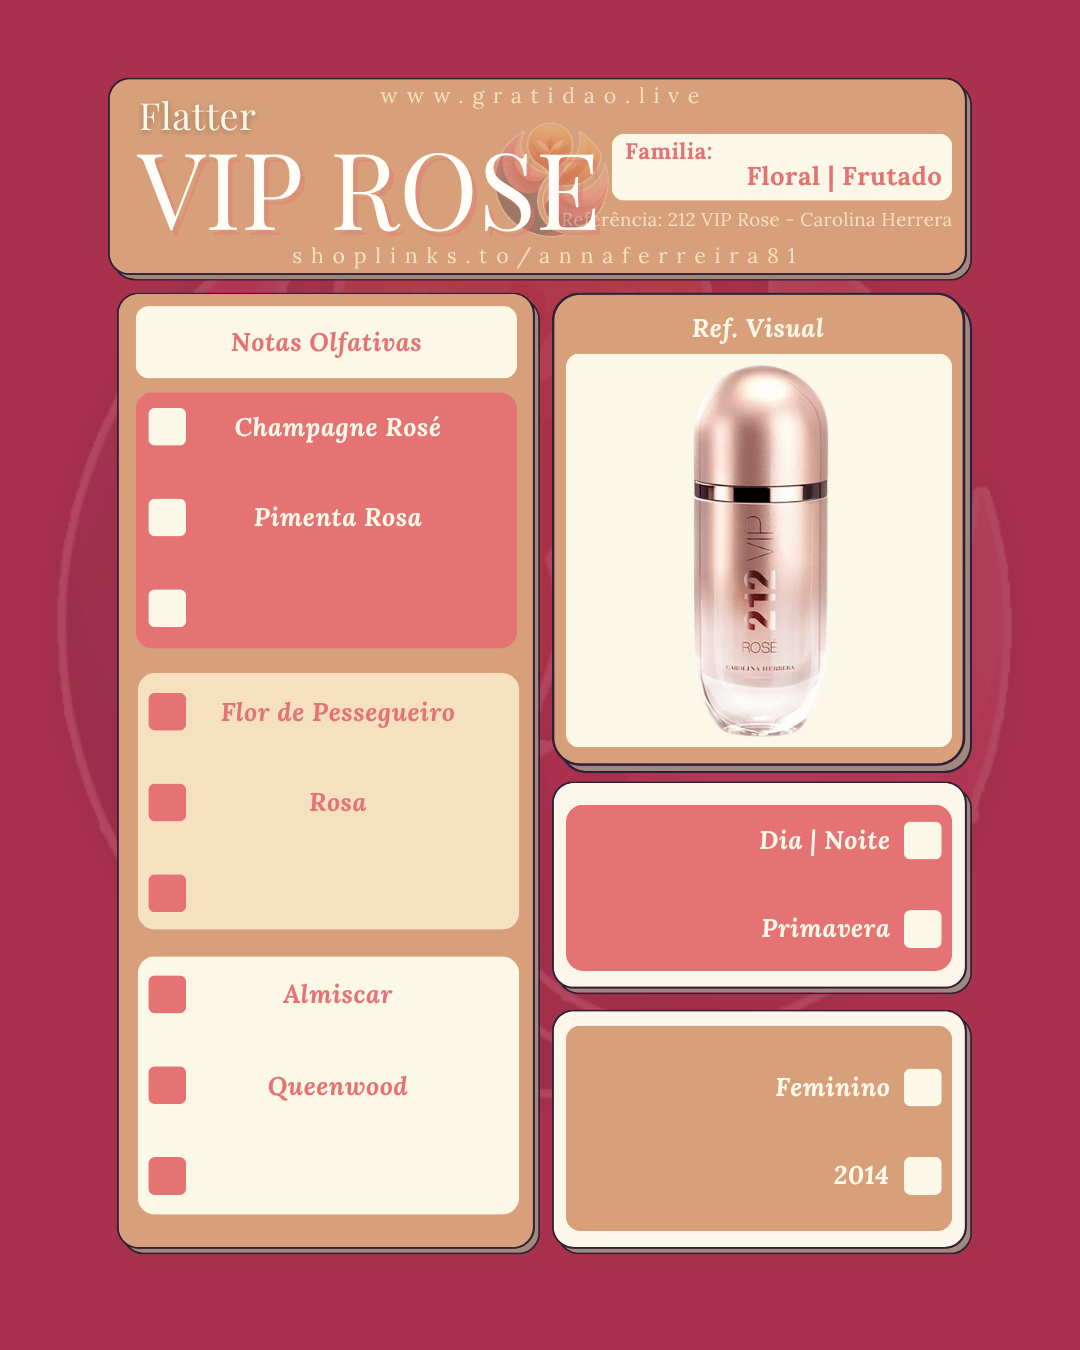 www.gratidao.live
Flatter
VIP ROSE
Familia:
Floral | Frutado
Referência: 212 VIP Rose - Carolina Herrera
shoplinks.to/annaferreira81
Notas Olfativas
Champagne Rosé
Pimenta Rosa
Flor de Pessegueiro
Rosa
Almiscar
Queenwood
Ref. Visual
212 VIP
ROSÉ
CAROLINA HERRERA
Dia | Noite
Primavera
Feminino
2014